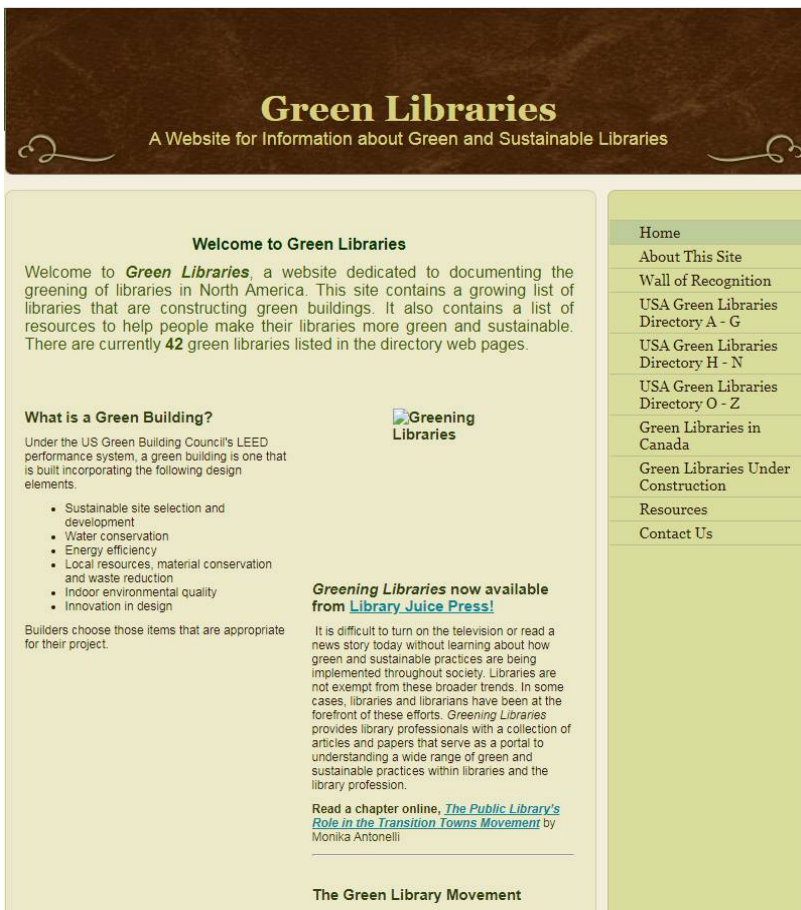 Green Libraries
A Website for Information about Green and Sustainable Libraries
Welcome to Green Libraries
Welcome to Green Libraries, a website dedicated to documenting the
greening of libraries in North America. This site contains a growing list of
libraries that are constructing green buildings. It also contains a list of
resources to help people make their libraries more green and sustainable.
There are currently 42 green libraries listed in the directory web pages.
What is a Green Building?
Under the US Green Building Council's LEED
performance system, a green building is one that
is built incorporating the following design
elements.
• Sustainable site selection and
development
• Water conservation
• Energy efficiency
• Local resources, material conservation
and waste reduction
• Indoor environmental quality
• Innovation in design
Builders choose those items that are appropriate
for their project.
Greening
Libraries
Greening Libraries now available
from Library Juice Press!
It is difficult to turn on the television or read a
news story today without learning about how
green and sustainable practices are being
implemented throughout society. Libraries are
not exempt from these broader trends. In some
cases, libraries and librarians have been at the
forefront of these efforts. Greening Libraries
provides library professionals with a collection of
articles and papers that serve as a portal to
understanding a wide range of green and
sustainable practices within libraries and the
library profession.
Read a chapter online, The Public Library's
Role in the Transition Towns Movement by
Monika Antonelli
The Green Library Movement
Home
About This Site
Wall of Recognition
USA Green Libraries
Directory A - G
USA Green Libraries
Directory H - N
USA Green Libraries
Directory O - Z
Green Libraries in
Canada
Green Libraries Under
Construction
Resources
Contact Us